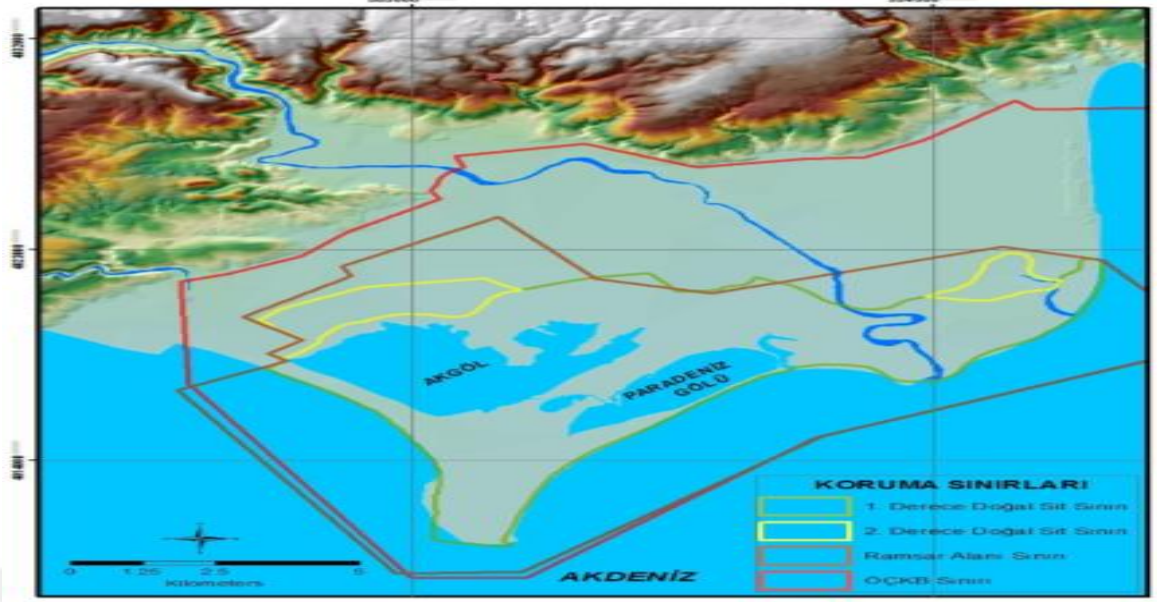 AKGÖL
PARADENİZ
GÖLÜ
KORUMA SINIRLARI
1. Derece Doğal Sit Sınırı
2. Derece Doğal Sit Sınırı
Ramsar Alanı Sınırı
ÖÇKB Sınırı
0 1.25 2.5 5
Kilometers
AKDENİZ